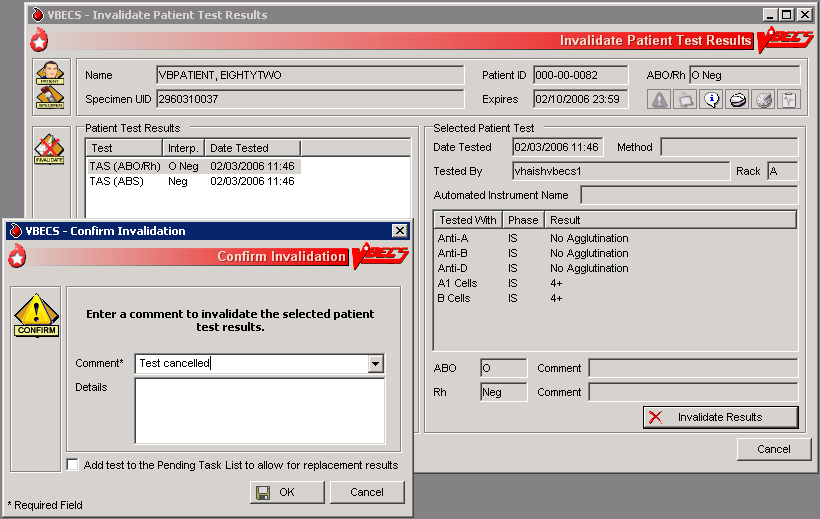 VBECS - Invalidate Patient Test Results
Invalidate Patient Test Results VBECS
PATIENT
SPECIMEN
Name VBPATIENT, EIGHTYTWO Patient ID 000-00-0082 ABO/Rh O Neg
Specimen UID 2960310037 Expires 02/10/2006 23:59
INVALIDATE
Patient Test Results
Test Interp. Date Tested
TAS (ABO/Rh) O Neg 02/03/2006 11:46
TAS (ABS) Neg 02/03/2006 11:46
Selected Patient Test
Date Tested 02/03/2006 11:46 Method
Tested By vhaishvbecs1 Rack A
Automated Instrument Name
Tested With Phase Result
Anti-A IS No Agglutination
Anti-B IS No Agglutination
Anti-D IS No Agglutination
A1 Cells IS 4+
B Cells IS 4+
ABO O Comment
Rh Neg Comment
Invalidate Results
Cancel
VBECS - Confirm Invalidation
Confirm Invalidation VBECS
CONFIRM
Enter a comment to invalidate the selected patient
test results.
Comment* Test cancelled
Details
Add test to the Pending Task List to allow for replacement results
OK Cancel
* Required Field